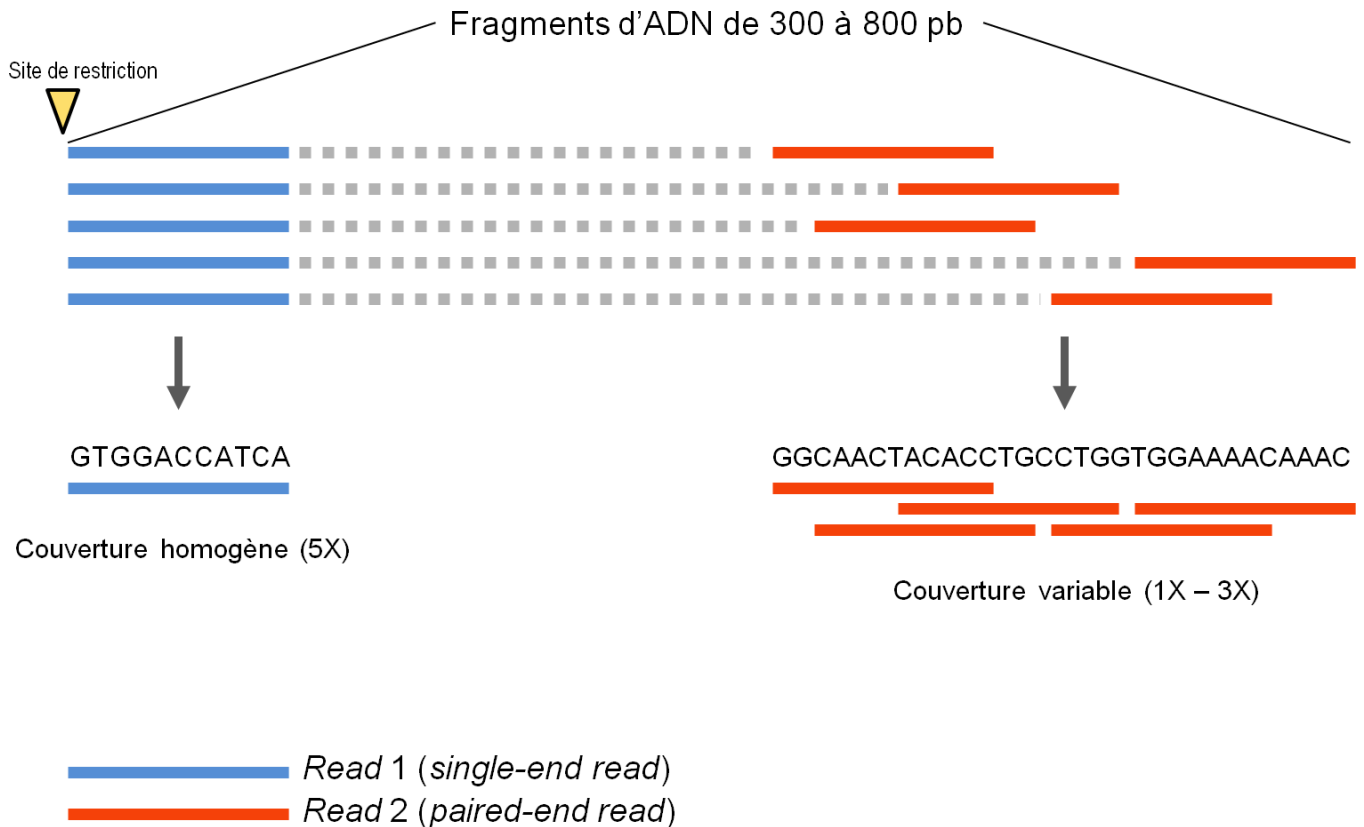 Fragments d'ADN de 300 à 800 pb
Site de restriction
GTGGACCATCA
GGCAACTACACCTGCCTGGTGGAAAACAAAC
Couverture homogène (5X)
Couverture variable (1X – 3X)
Read 1 (single-end read)
Read 2 (paired-end read)